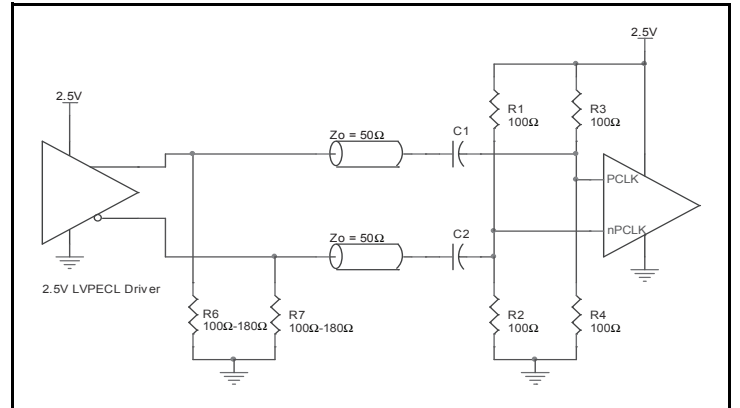 2.5V
2.5V
R1
100Ω
R3
100Ω
C1
Zo = 50Ω
PCLK
nPCLK
C2
Zo = 50Ω
2.5V LVPECL Driver
R6
100Ω-180Ω
R7
100Ω-180Ω
R2
100Ω
R4
100Ω